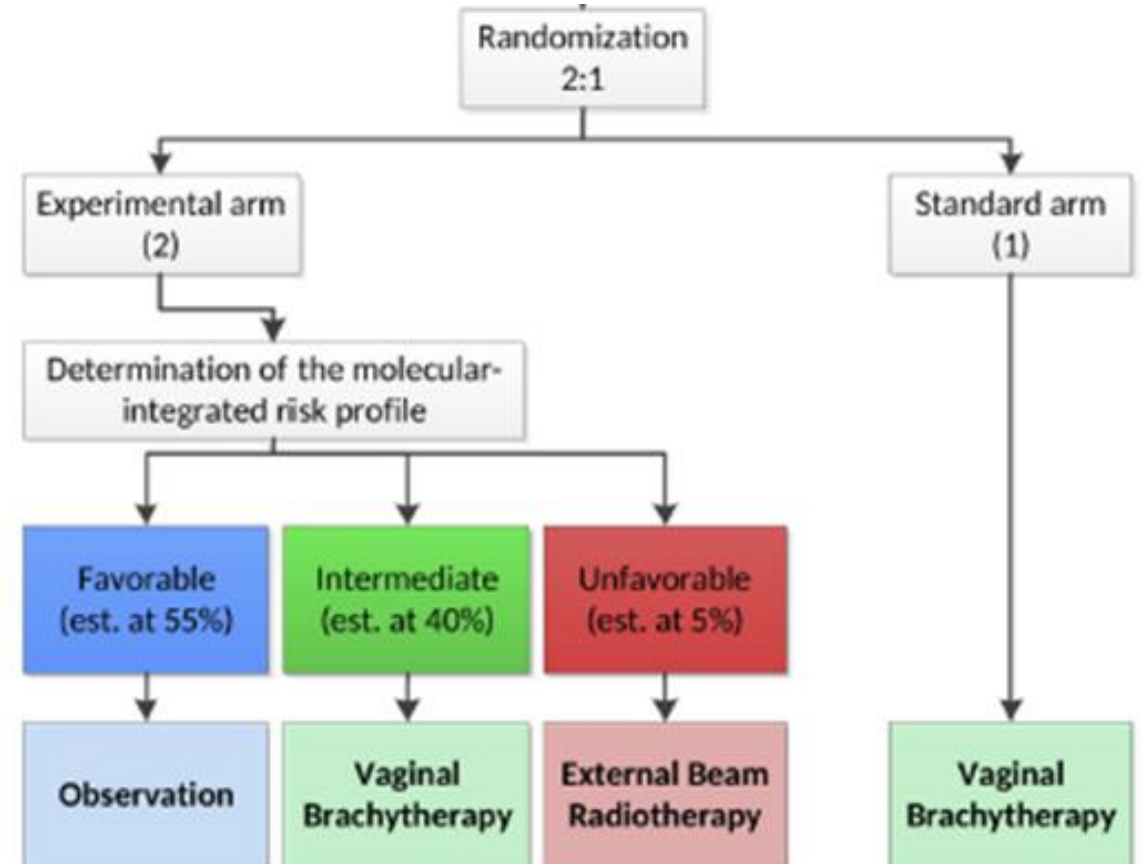 Randomization
2:1
Experimental arm
(2)
Standard arm
(1)
Determination of the molecular-
integrated risk profile
Favorable
(est. at 55%)
Intermediate
(est. at 40%)
Unfavorable
(est. at 5%)
Observation
Vaginal
Brachytherapy
External Beam
Radiotherapy
Vaginal
Brachytherapy